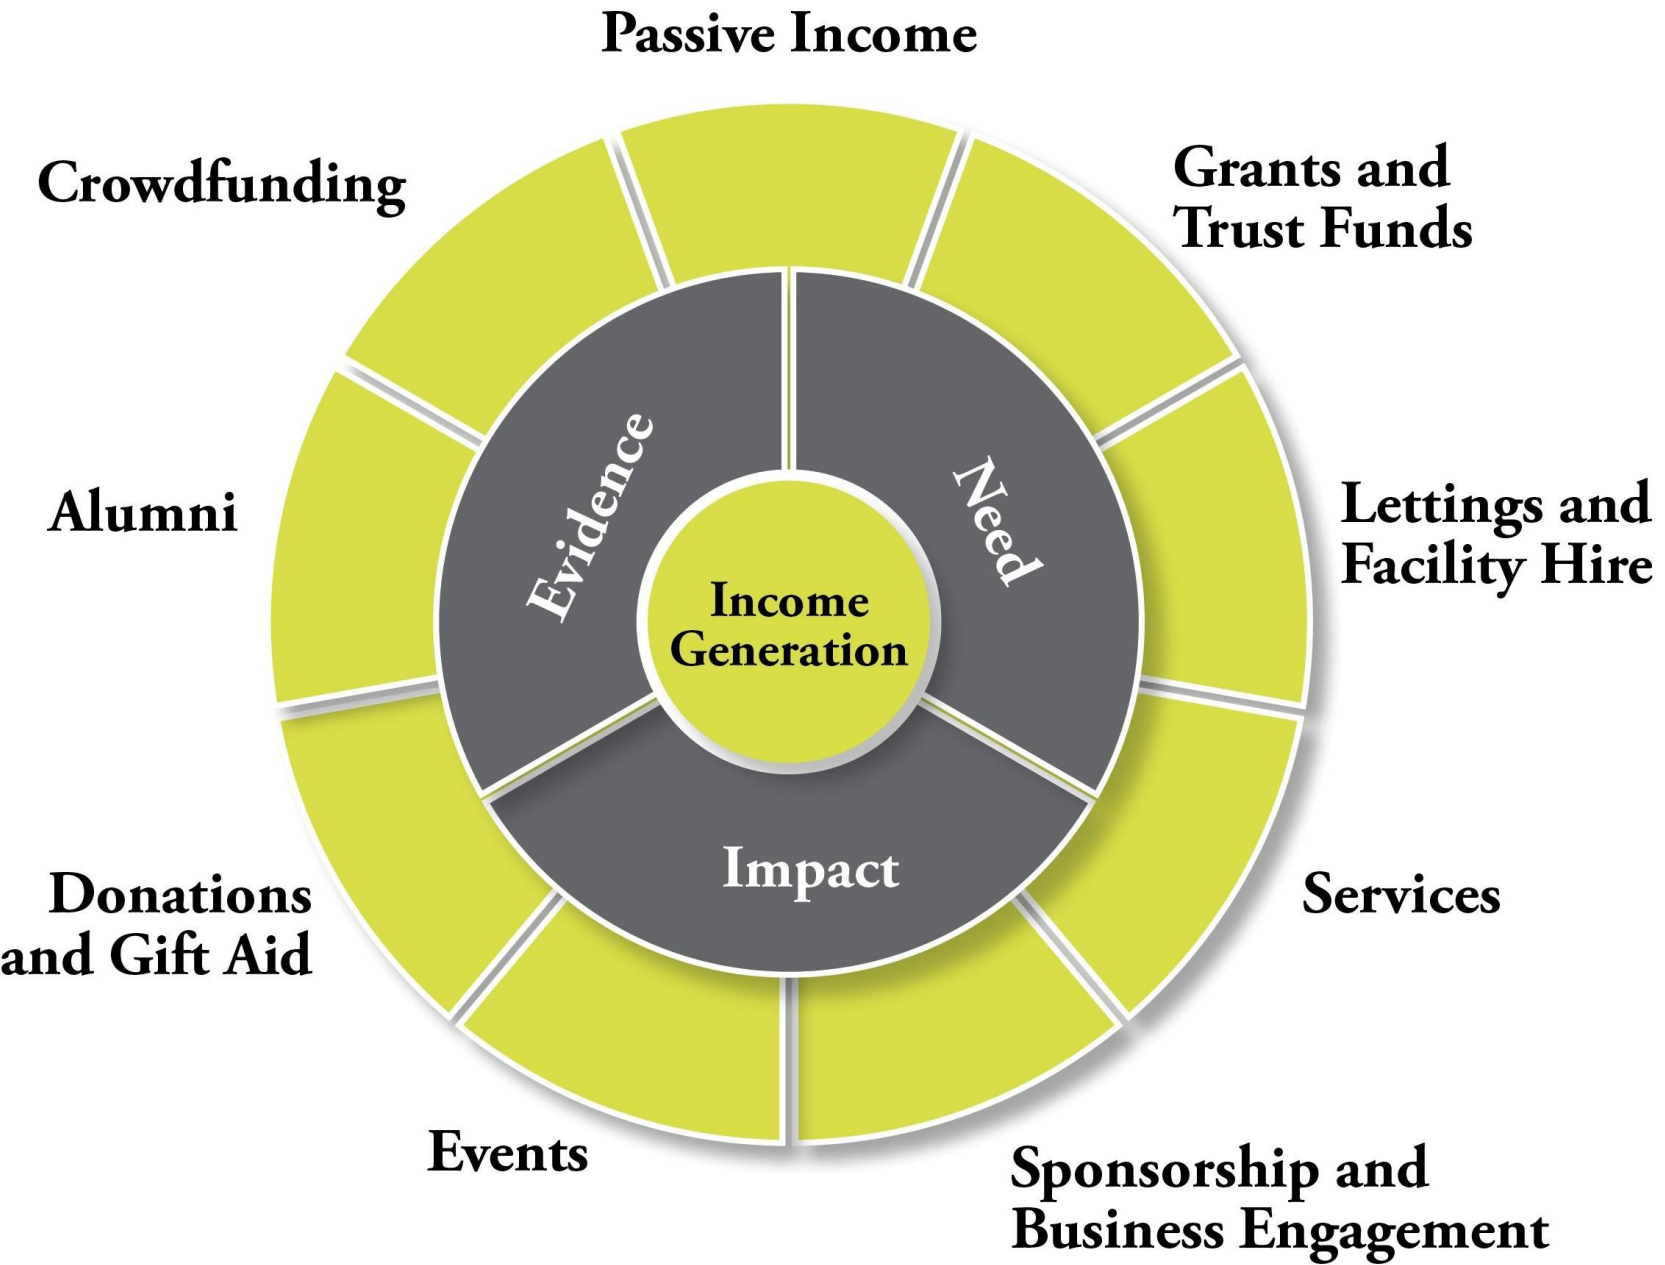 Passive Income
Crowdfunding
Grants and
Trust Funds
Alumni
Evidence
Need
Lettings and
Facility Hire
Income
Generation
Impact
Donations
and Gift Aid
Services
Events
Sponsorship and
Business Engagement